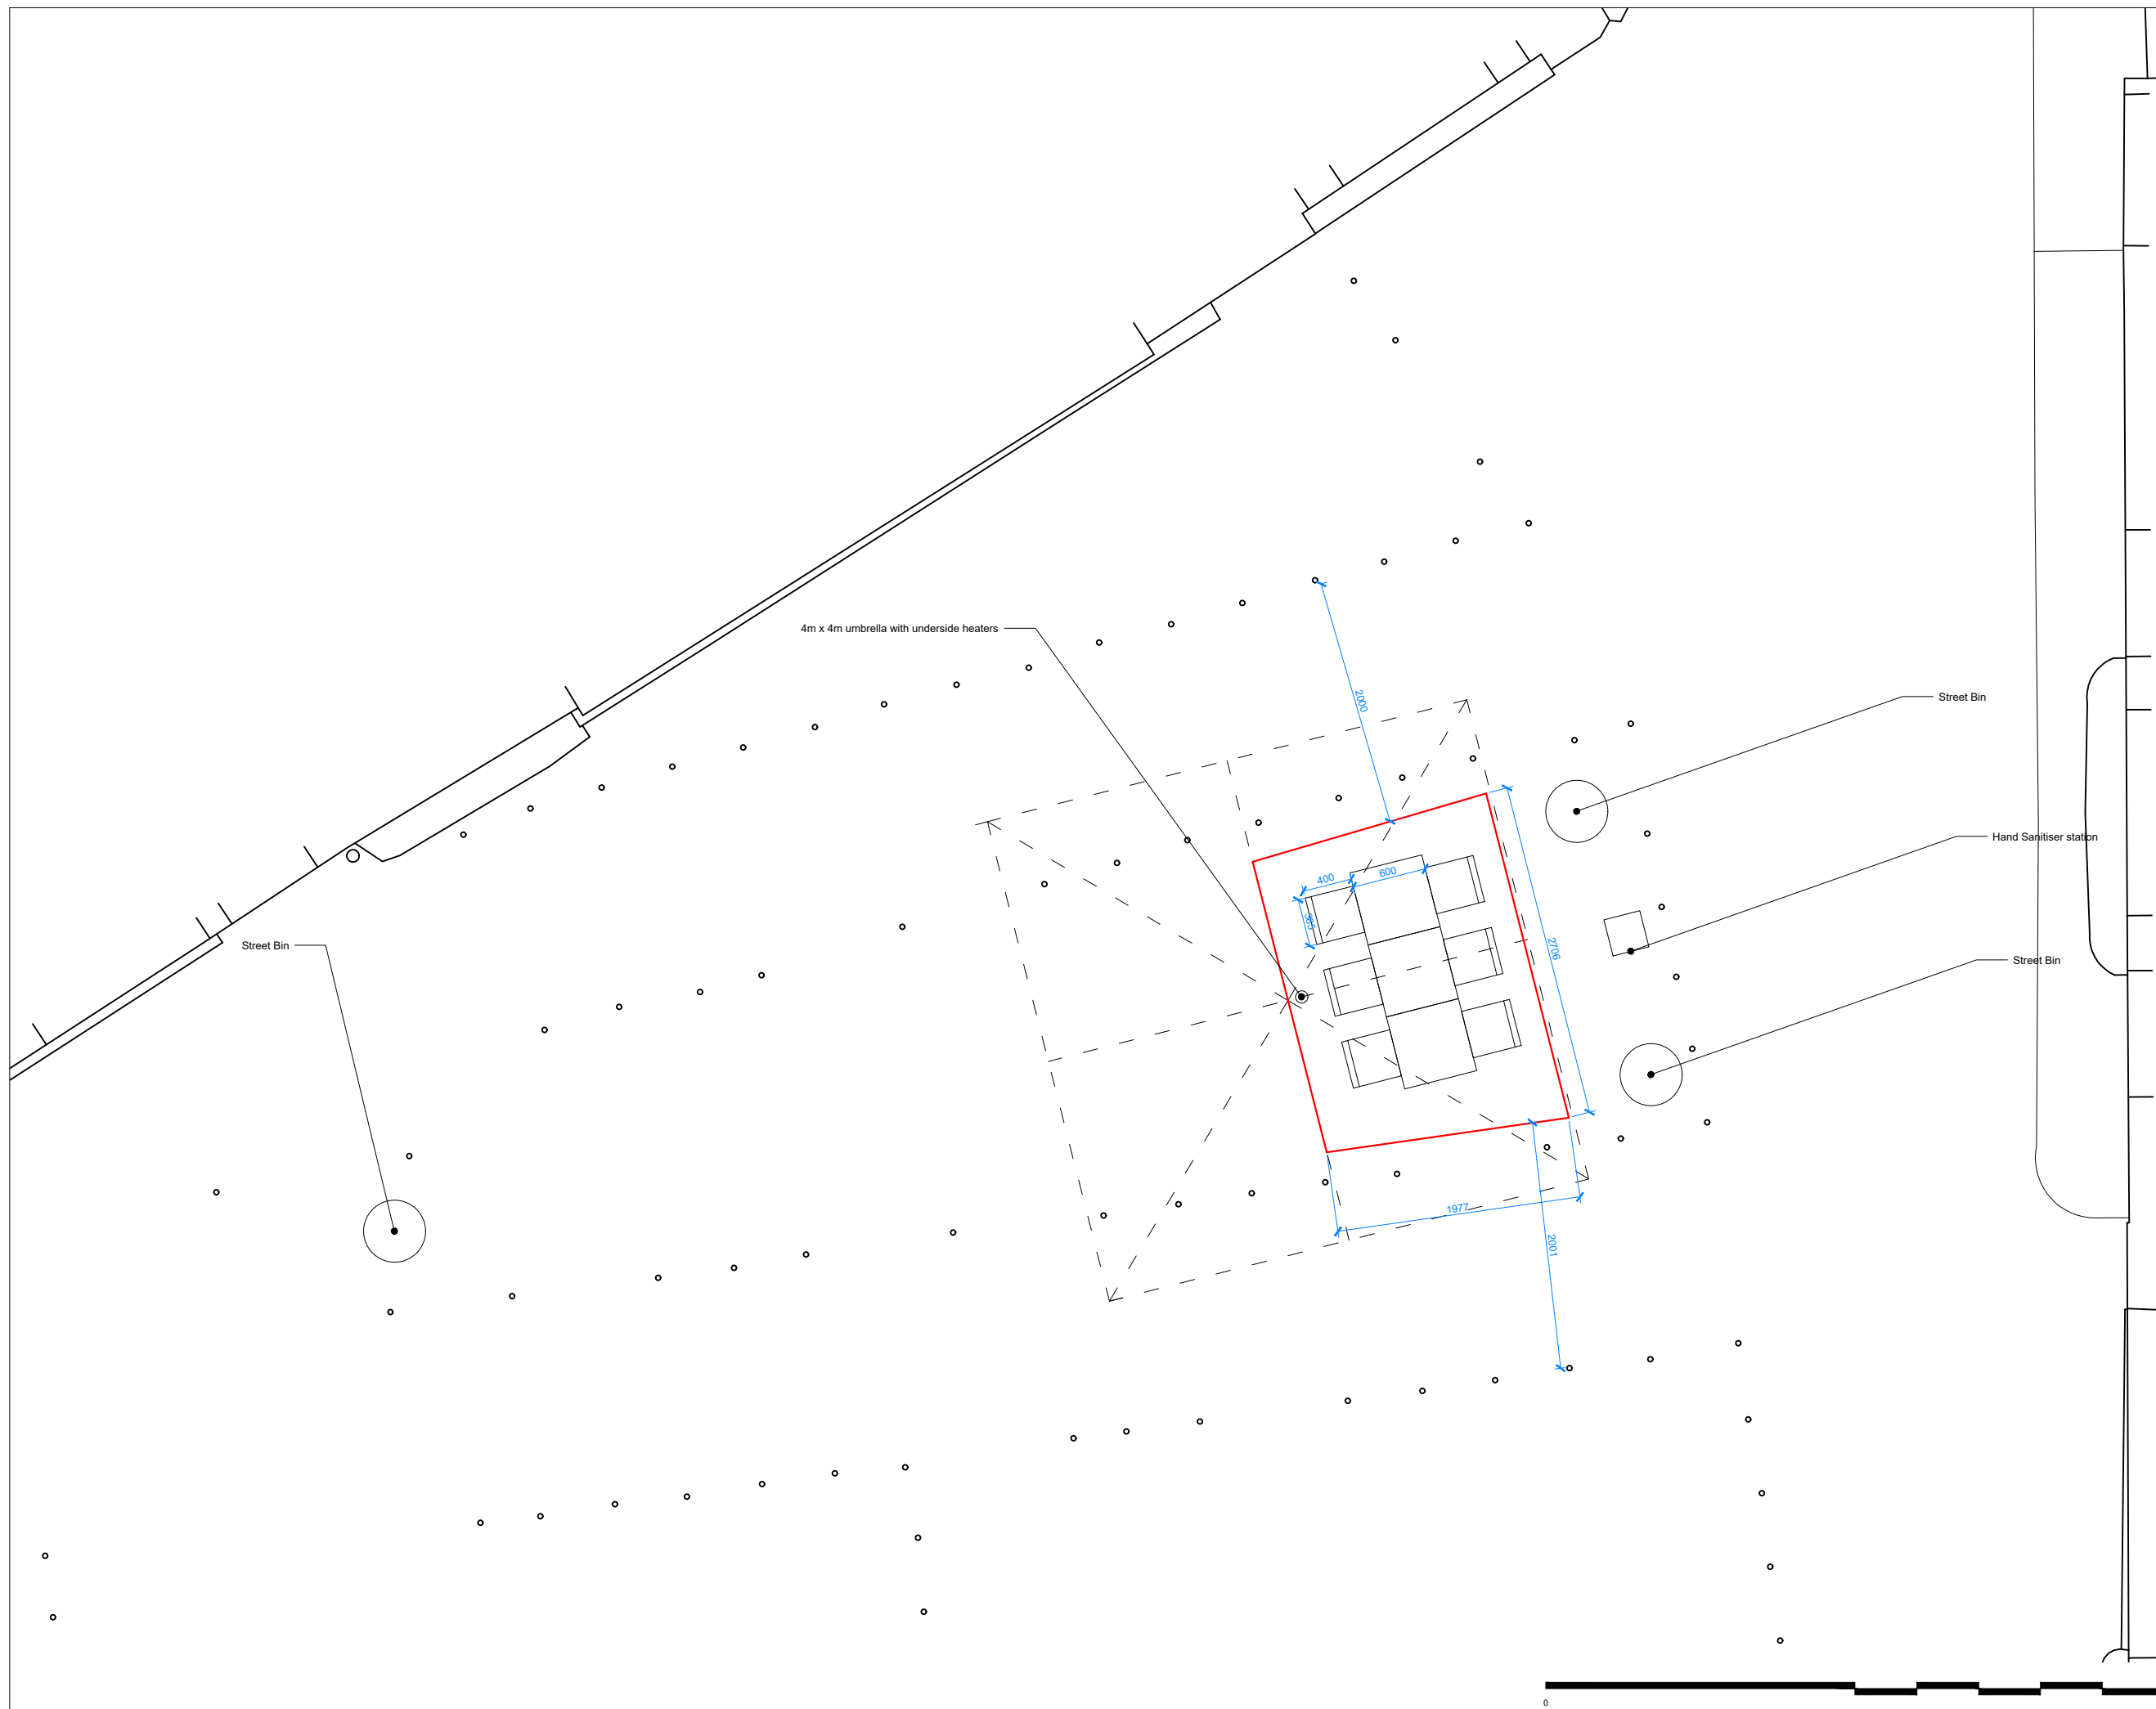 4m x 4m umbrella with underside heaters
2000
Street Bin
400
600
Hand Sanitiser station
385
2706
Street Bin
Street Bin
1977
2001
0